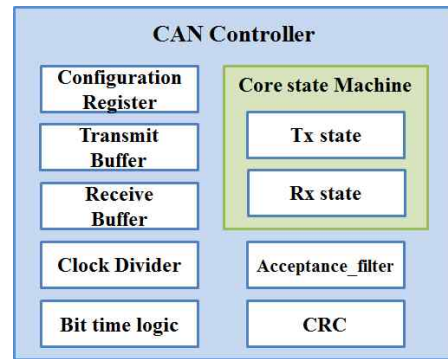 CAN Controller
Configuration
Register
Transmit
Buffer
Receive
Buffer
Clock Divider
Bit time logic
Core state Machine
Tx state
Rx state
Acceptance_filter
CRC